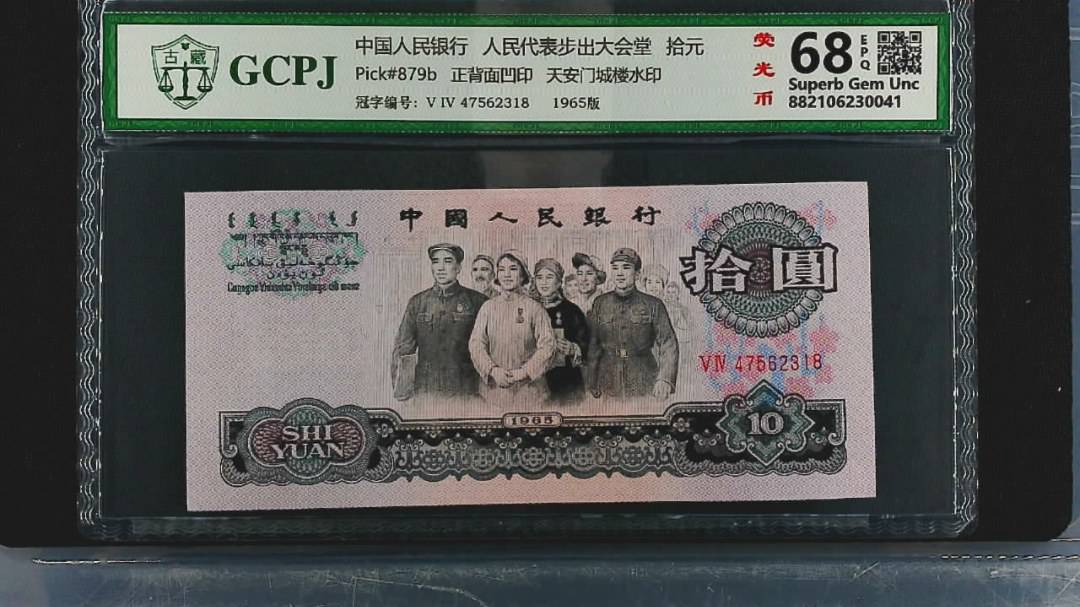 古 藏
GCPJ
中国人民银行 人民代表步出大会堂 拾元
Pick#879b 正背面凹印 天安门城楼水印
冠字编号: V IV 47562318 1965版
荧光币
68
EPQ
Superb Gem Unc
882106230041
中國人民銀行
拾圓
VIV 47562318
1965
SHI
YUAN
10